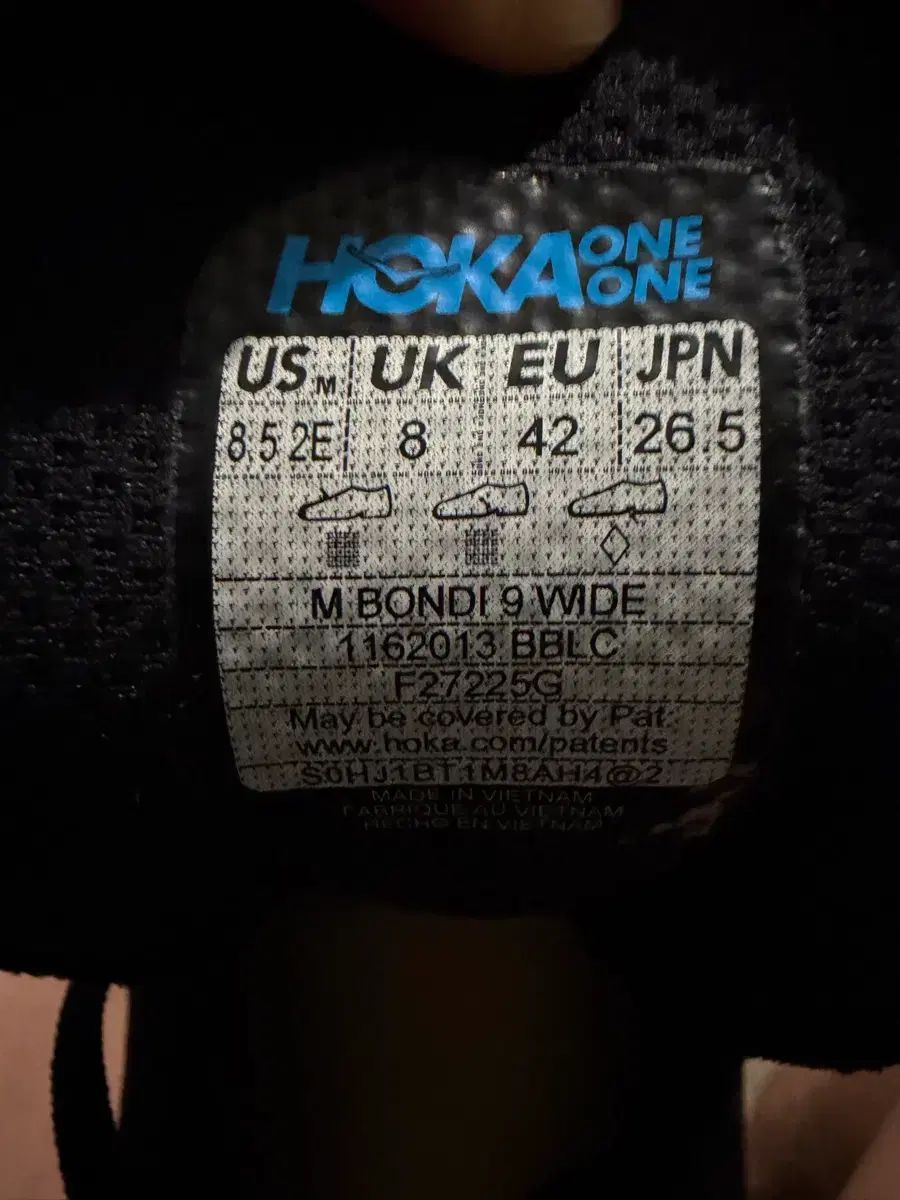 HOKA ONE ONE
US M UK EU JPN
8.5 2E 8 42 26.5
M BONDI 9 WIDE
1162013 BBLC
F27225G
May be covered by Pat.
www.hoka.com/patents
S0HJ1BT1M8AH4@2
MADE IN VIETNAM
FABRIQUE AU VIETNAM
HECHO EN VIETNAM